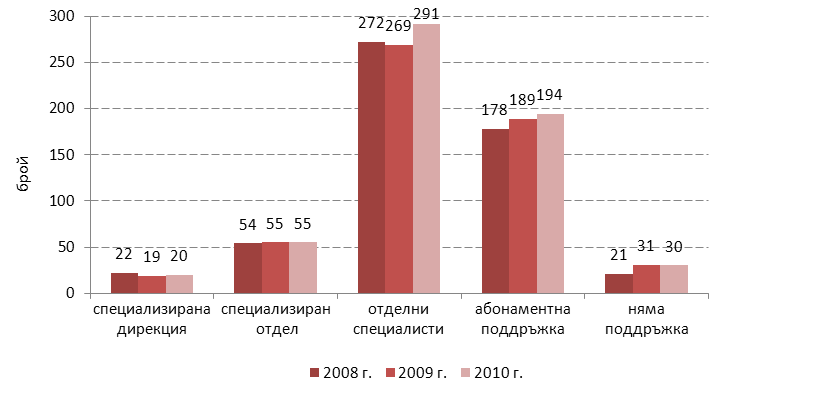 300
250
200
150
100
50
0
брой
272
269
291
178
189
194
54
55
55
22
19
20
21
31
30
специализирана
дирекция
специализиран
отдел
отделни
специалисти
абонаментна
поддръжка
няма
поддръжка
2008 г.
2009 г.
2010 г.